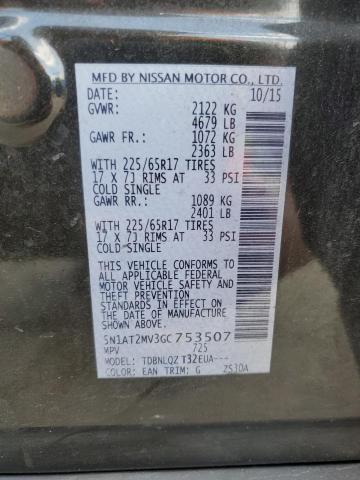 MFD BY NISSAN MOTOR CO., LTD.
DATE: 10/15
GVWR: 2122 KG
4679 LB
GAWR FR.: 1072 KG
2363 LB
WITH 225/65R17 TIRES
17 X 7J RIMS AT 33 PSI
COLD SINGLE
GAWR RR.: 1089 KG
2401 LB
WITH 225/65R17 TIRES
17 X 7J RIMS AT 33 PSI
COLD SINGLE
THIS VEHICLE CONFORMS TO
ALL APPLICABLE FEDERAL
MOTOR VEHICLE SAFETY
AND THEFT PREVENTION
STANDARDS IN EFFECT ON THE
DATE OF MANUFACTURE
SHOWN ABOVE.
5N1AT2MV3GC753507
MPV 725
MODEL: TDBNLQZ T32EUA---
COLOR: EAN TRIM: G ZS30A